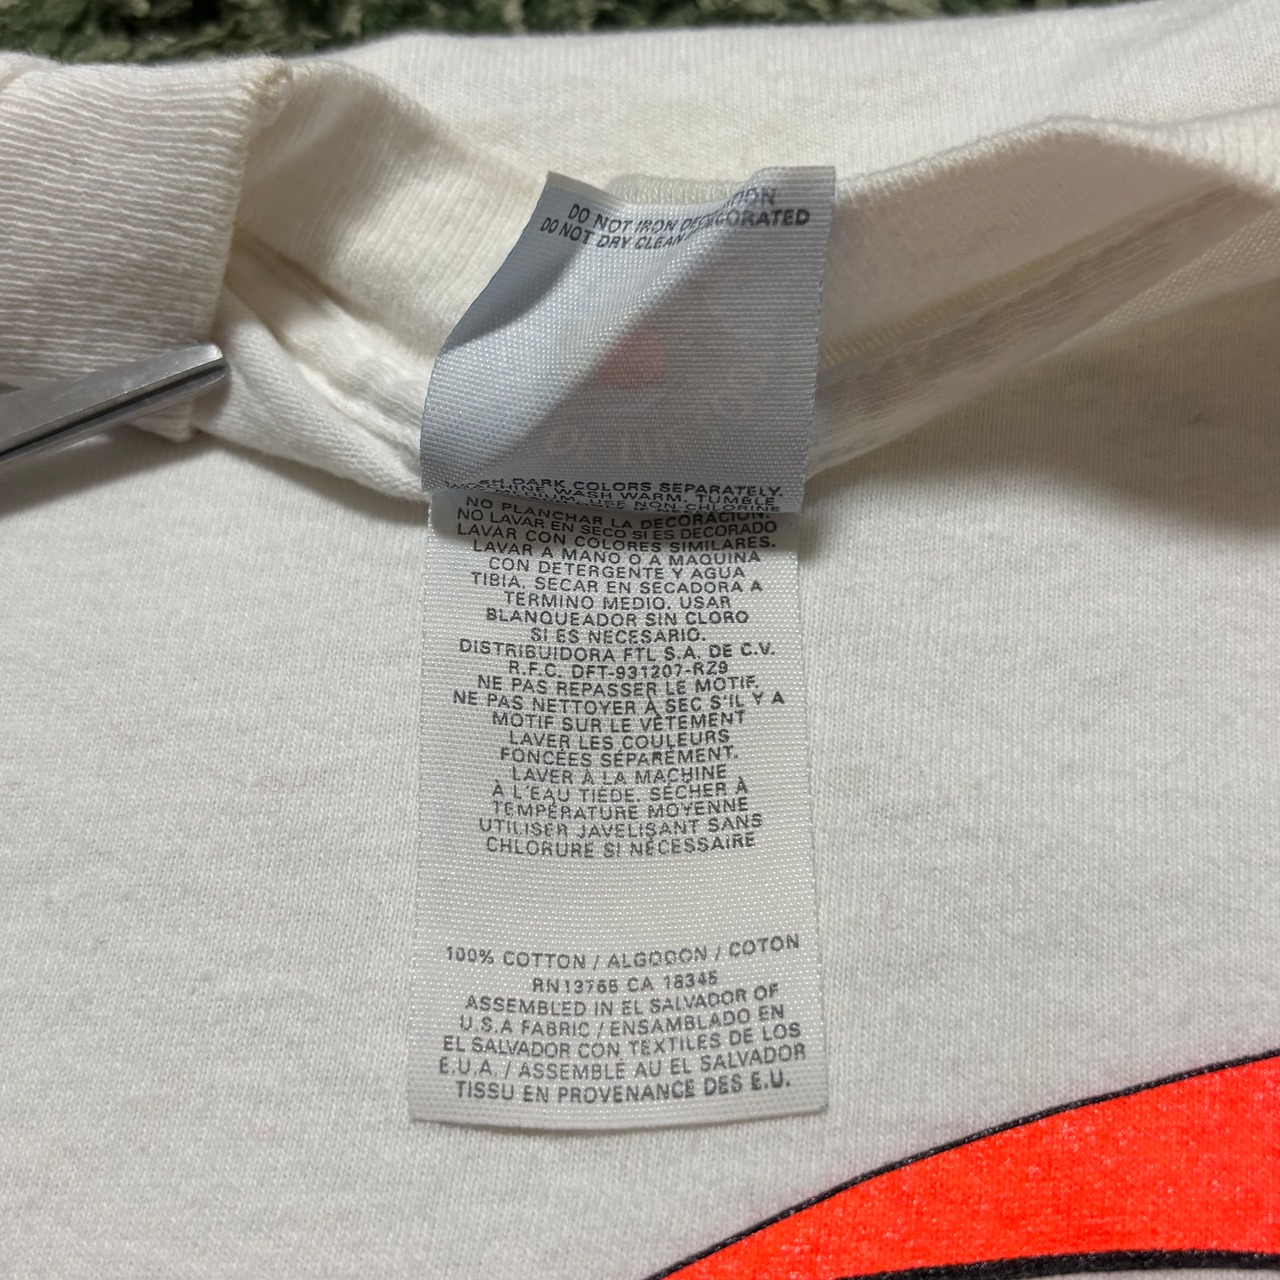 DO NOT IRON
DO NOT DRY CLEAN DECORATED
DARK COLORS SEPARATELY.
WASH WARM, TUMBLE
USE NON-CHLORINE
NO PLANCHAR LA DECORACION.
NO LAVAR EN SECO SI ES DECORADO
LAVAR CON COLORES SIMILARES.
LAVAR A MANO O A MAQUINA
CON DETERGENTE Y AGUA
TIBIA. SECAR EN SECADORA A
TERMINO MEDIO. USAR
BLANQUEADOR SIN CLORO
SI ES NECESARIO.
DISTRIBUIDORA FTL S.A. DE C.V.
R.F.C. DFT-931207-RZ9
NE PAS REPASSER LE MOTIF.
NE PAS NETTOYER À SEC S'IL Y A
MOTIF SUR LE VÊTEMENT
LAVER LES COULEURS
FONCÉES SÉPARÉMENT.
LAVER À LA MACHINE
À L'EAU TIÈDE. SÉCHER À
TEMPÉRATURE MOYENNE
UTILISER JAVELISANT SANS
CHLORURE SI NÉCESSAIRE
100% COTTON / ALGODON / COTON
RN13765 CA 18345
ASSEMBLED IN EL SALVADOR OF
U.S.A FABRIC / ENSAMBLADO EN
EL SALVADOR CON TEXTILES DE LOS
E.U.A. / ASSEMBLÉ AU EL SALVADOR
TISSU EN PROVENANCE DES E.U.